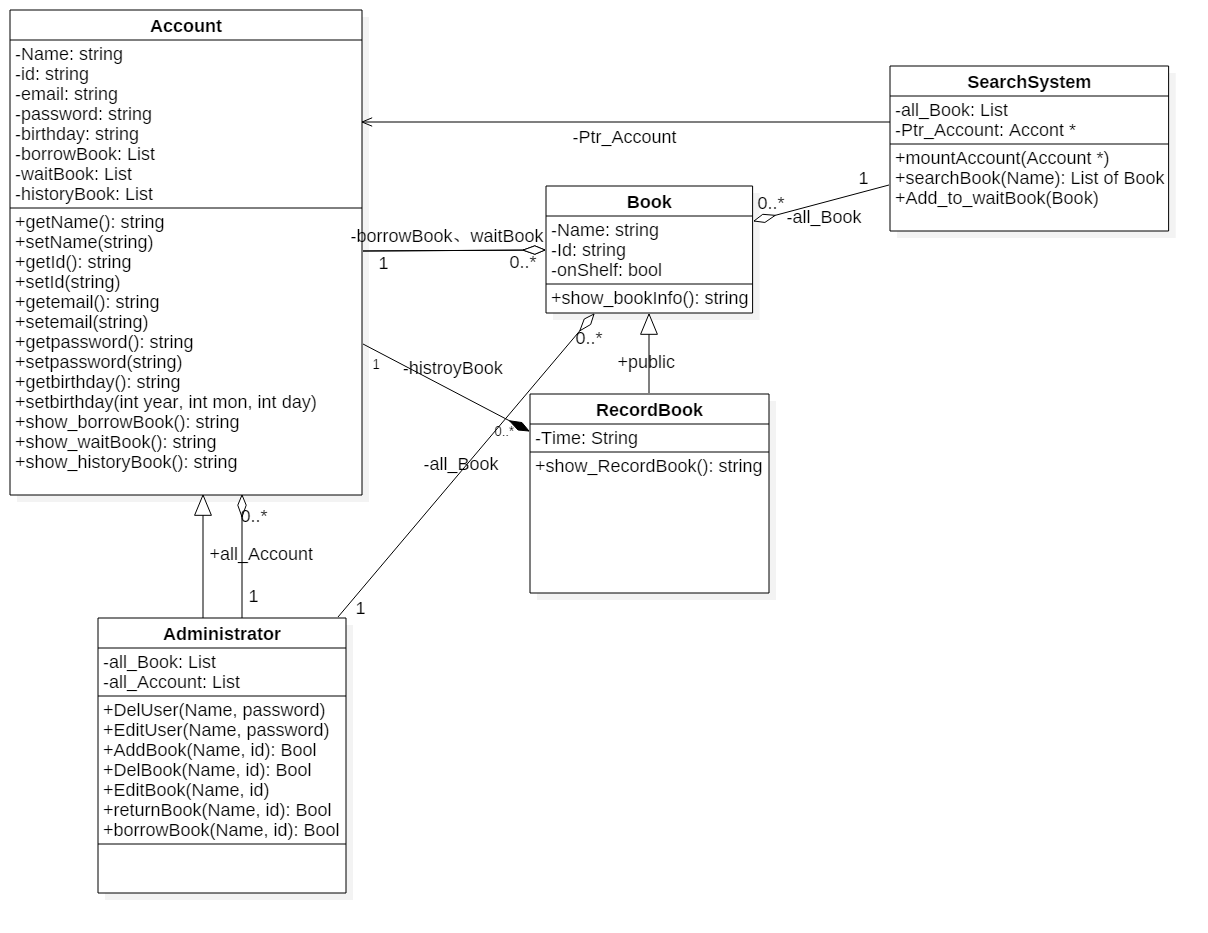 Account
-Name: string
-id: string
-email: string
-password: string
-birthday: string
-borrowBook: List
-waitBook: List
-historyBook: List
+getName(): string
+setName(string)
+getId(): string
+setId(string)
+getemail(): string
+setemail(string)
+getpassword(): string
+setpassword(string)
+getbirthday(): string
+setbirthday(int year, int mon, int day)
+show_borrowBook(): string
+show_waitBook(): string
+show_historyBook(): string
SearchSystem
-all_Book: List
-Ptr_Account: Accont *
+mountAccount(Account *)
+searchBook(Name): List of Book
+Add_to_waitBook(Book)
-Ptr_Account
1
0..*
-all_Book
Book
-Name: string
-Id: string
-onShelf: bool
+show_bookInfo(): string
-borrowBook、waitBook
1
0..*
0..*
+public
1
-histroyBook
0..*
-all_Book
1
RecordBook
-Time: String
+show_RecordBook(): string
0..*
+all_Account
1
Administrator
-all_Book: List
-all_Account: List
+DelUser(Name, password)
+EditUser(Name, password)
+AddBook(Name, id): Bool
+DelBook(Name, id): Bool
+EditBook(Name, id)
+returnBook(Name, id): Bool
+borrowBook(Name, id): Bool